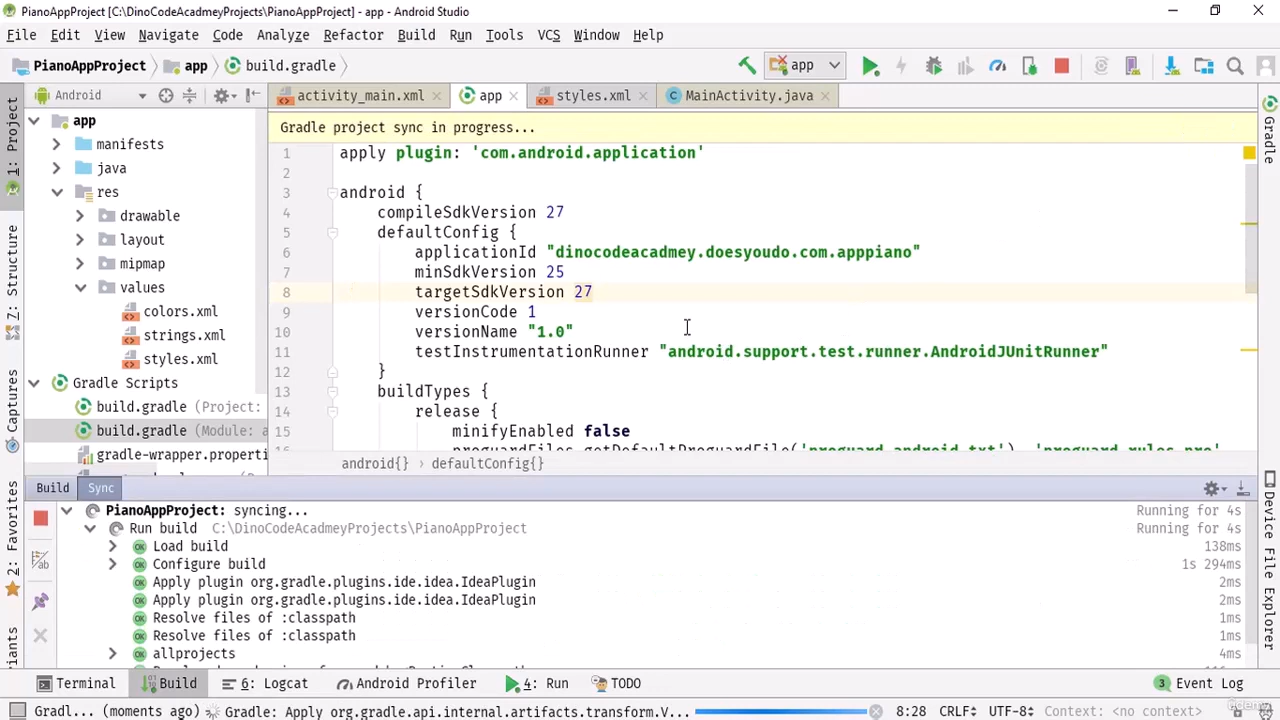 PianoAppProject [C:\DinoCodeAcadmeyProjects\PianoAppProject] - app - Android Studio
File Edit View Navigate Code Analyze Refactor Build Run Tools VCS Window Help
PianoAppProject app build.gradle app
Android activity_main.xml app styles.xml MainActivity.java
1: Project
Z: Structure
Captures
2: Favorites
app
manifests
java
res
drawable
layout
mipmap
values
colors.xml
strings.xml
styles.xml
Gradle Scripts
build.gradle (Project:
build.gradle (Module: a
gradle-wrapper.properti
Gradle project sync in progress...
1 apply plugin: 'com.android.application'
2
3 android {
4 compileSdkVersion 27
5 defaultConfig {
6 applicationId "dinocodeacadmey.doesyoudo.com.apppiano"
7 minSdkVersion 25
8 targetSdkVersion 27
9 versionCode 1
10 versionName "1.0"
11 testInstrumentationRunner "android.support.test.runner.AndroidJUnitRunner"
12 }
13 buildTypes {
14 release {
15 minifyEnabled false
android{} › defaultConfig{}
Gradle
Device File Explorer
Build Sync
PianoAppProject: syncing... Running for 4s
Run build C:\DinoCodeAcadmeyProjects\PianoAppProject Running for 4s
Load build 138ms
Configure build 1s 294ms
Apply plugin org.gradle.plugins.ide.idea.IdeaPlugin 2ms
Apply plugin org.gradle.plugins.ide.idea.IdeaPlugin 2ms
Resolve files of :classpath 1ms
Resolve files of :classpath 1ms
allprojects 4ms
Terminal Build 6: Logcat Android Profiler 4: Run TODO 3 Event Log
Gradl... (moments ago) Gradle: Apply org.gradle.api.internal.artifacts.transform.V... 8:28 CRLF UTF-8 Context: <no context>